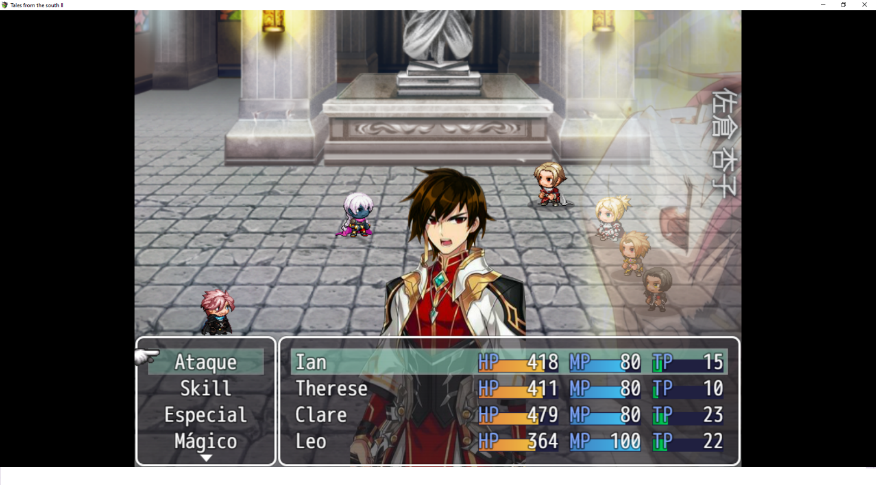 Tales from the south II
佐倉 杏子
Ataque
Skill
Especial
Mágico
Ian HP 418 MP 80 TP 15
Therese HP 411 MP 80 TP 10
Clare HP 479 MP 80 TP 23
Leo HP 364 MP 100 TP 22